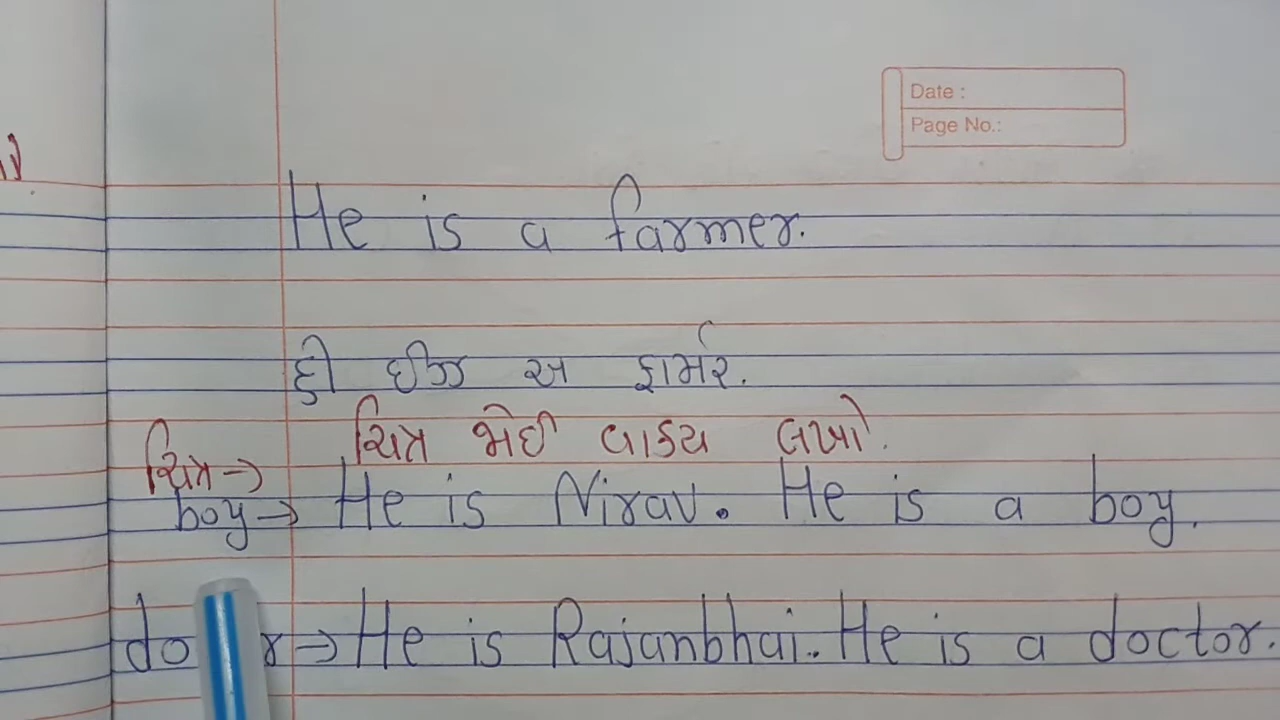 Date :
Page No.:
He is a farmer.
હી ઈઝ અ ફાર્મર.
ચિત્ર જોઈ વાક્ય લખો.
ચિત્ર →
boy → He is Nirav. He is a boy.
→ He is Rajanbhai. He is a doctor.